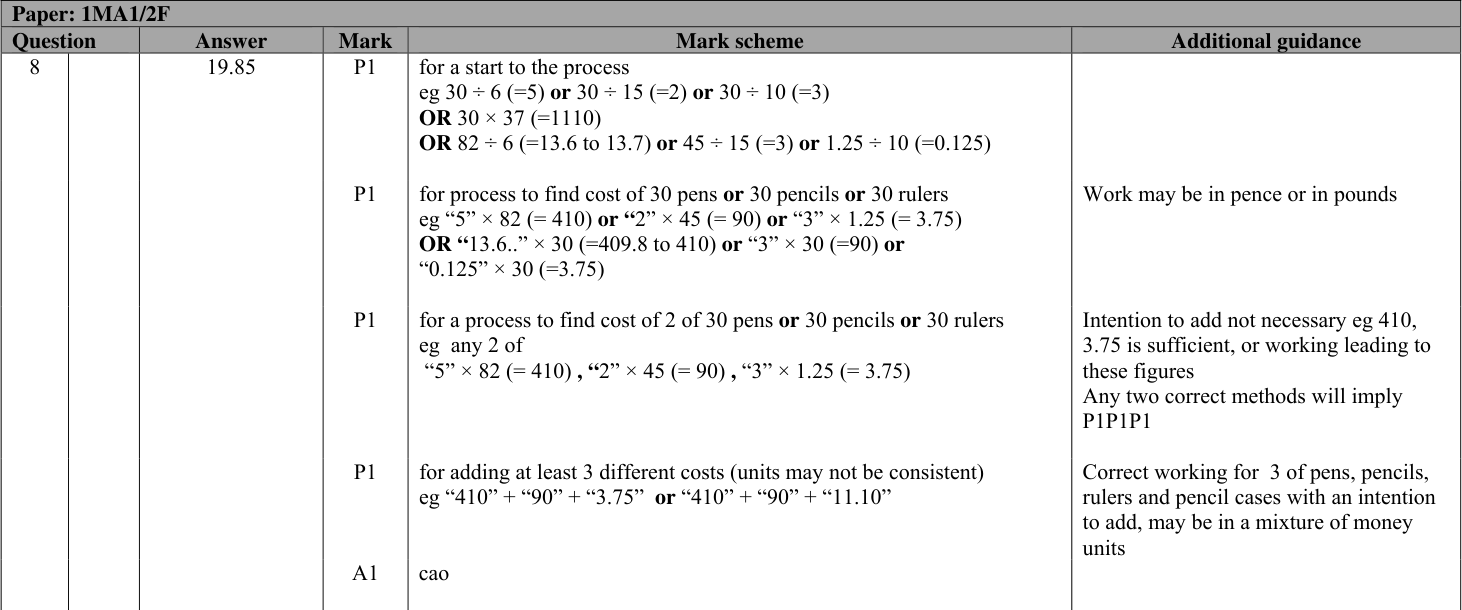 Paper: 1MA1/2F
Question Answer Mark Mark scheme Additional guidance
8 19.85 P1 for a start to the process
eg 30 ÷ 6 (=5) or 30 ÷ 15 (=2) or 30 ÷ 10 (=3)
OR 30 × 37 (=1110)
OR 82 ÷ 6 (=13.6 to 13.7) or 45 ÷ 15 (=3) or 1.25 ÷ 10 (=0.125)
P1 for process to find cost of 30 pens or 30 pencils or 30 rulers Work may be in pence or in pounds
eg “5” × 82 (= 410) or “2” × 45 (= 90) or “3” × 1.25 (= 3.75)
OR “13.6..” × 30 (=409.8 to 410) or “3” × 30 (=90) or
“0.125” × 30 (=3.75)
P1 for a process to find cost of 2 of 30 pens or 30 pencils or 30 rulers Intention to add not necessary eg 410,
eg any 2 of 3.75 is sufficient, or working leading to
“5” × 82 (= 410) , “2” × 45 (= 90) , “3” × 1.25 (= 3.75) these figures
Any two correct methods will imply
P1P1P1
P1 for adding at least 3 different costs (units may not be consistent) Correct working for 3 of pens, pencils,
eg “410” + “90” + “3.75” or “410” + “90” + “11.10” rulers and pencil cases with an intention
to add, may be in a mixture of money
units
A1 cao